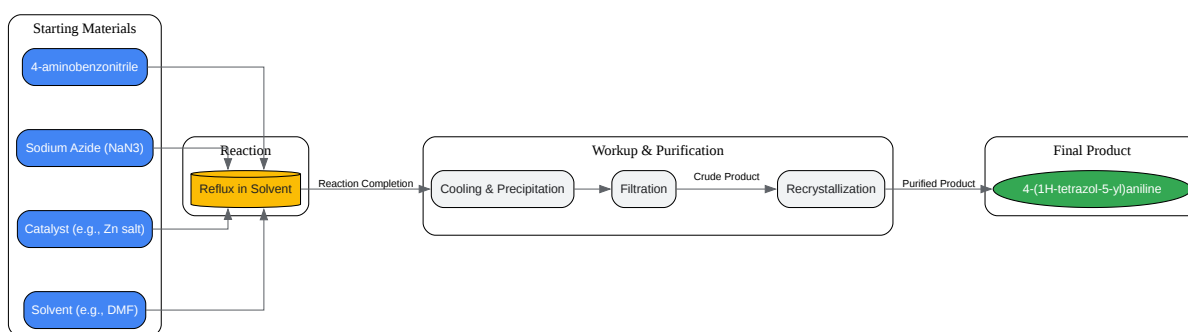 Starting Materials
4-aminobenzonitrile
Sodium Azide (NaN3)
Catalyst (e.g., Zn salt)
Solvent (e.g., DMF)
Reaction
Reflux in Solvent
Reaction Completion
Workup & Purification
Cooling & Precipitation
Filtration
Crude Product
Recrystallization
Purified Product
Final Product
4-(1H-tetrazol-5-yl)aniline